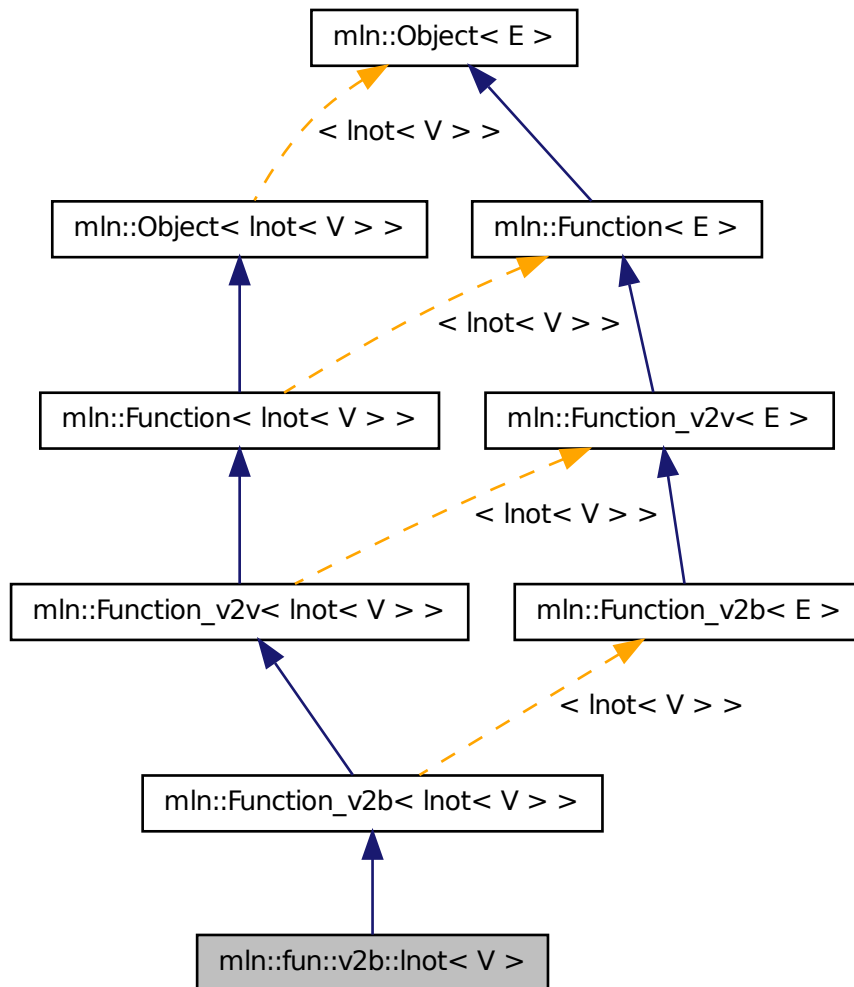 mln::Object< E >
< lnot< V > >
mln::Object< lnot< V > >
mln::Function< E >
< lnot< V > >
mln::Function< lnot< V > >
mln::Function_v2v< E >
< lnot< V > >
mln::Function_v2v< lnot< V > >
mln::Function_v2b< E >
< lnot< V > >
mln::Function_v2b< lnot< V > >
mln::fun::v2b::lnot< V >